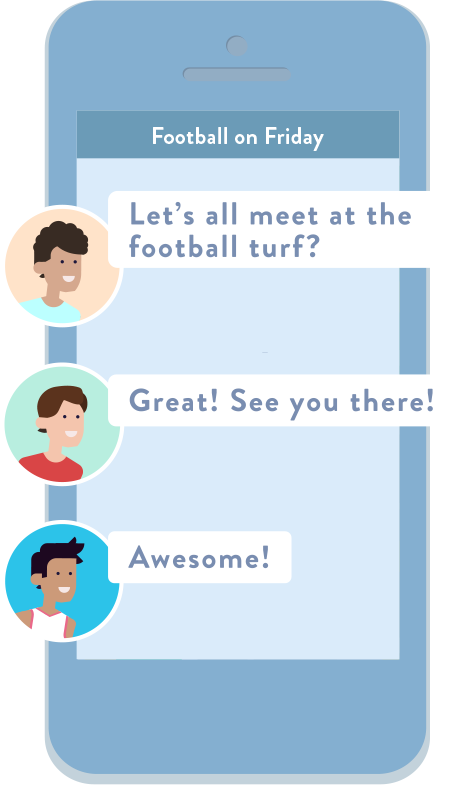 Football on Friday
Let's all meet at the
football turf?
Great! See you there!
Awesome!